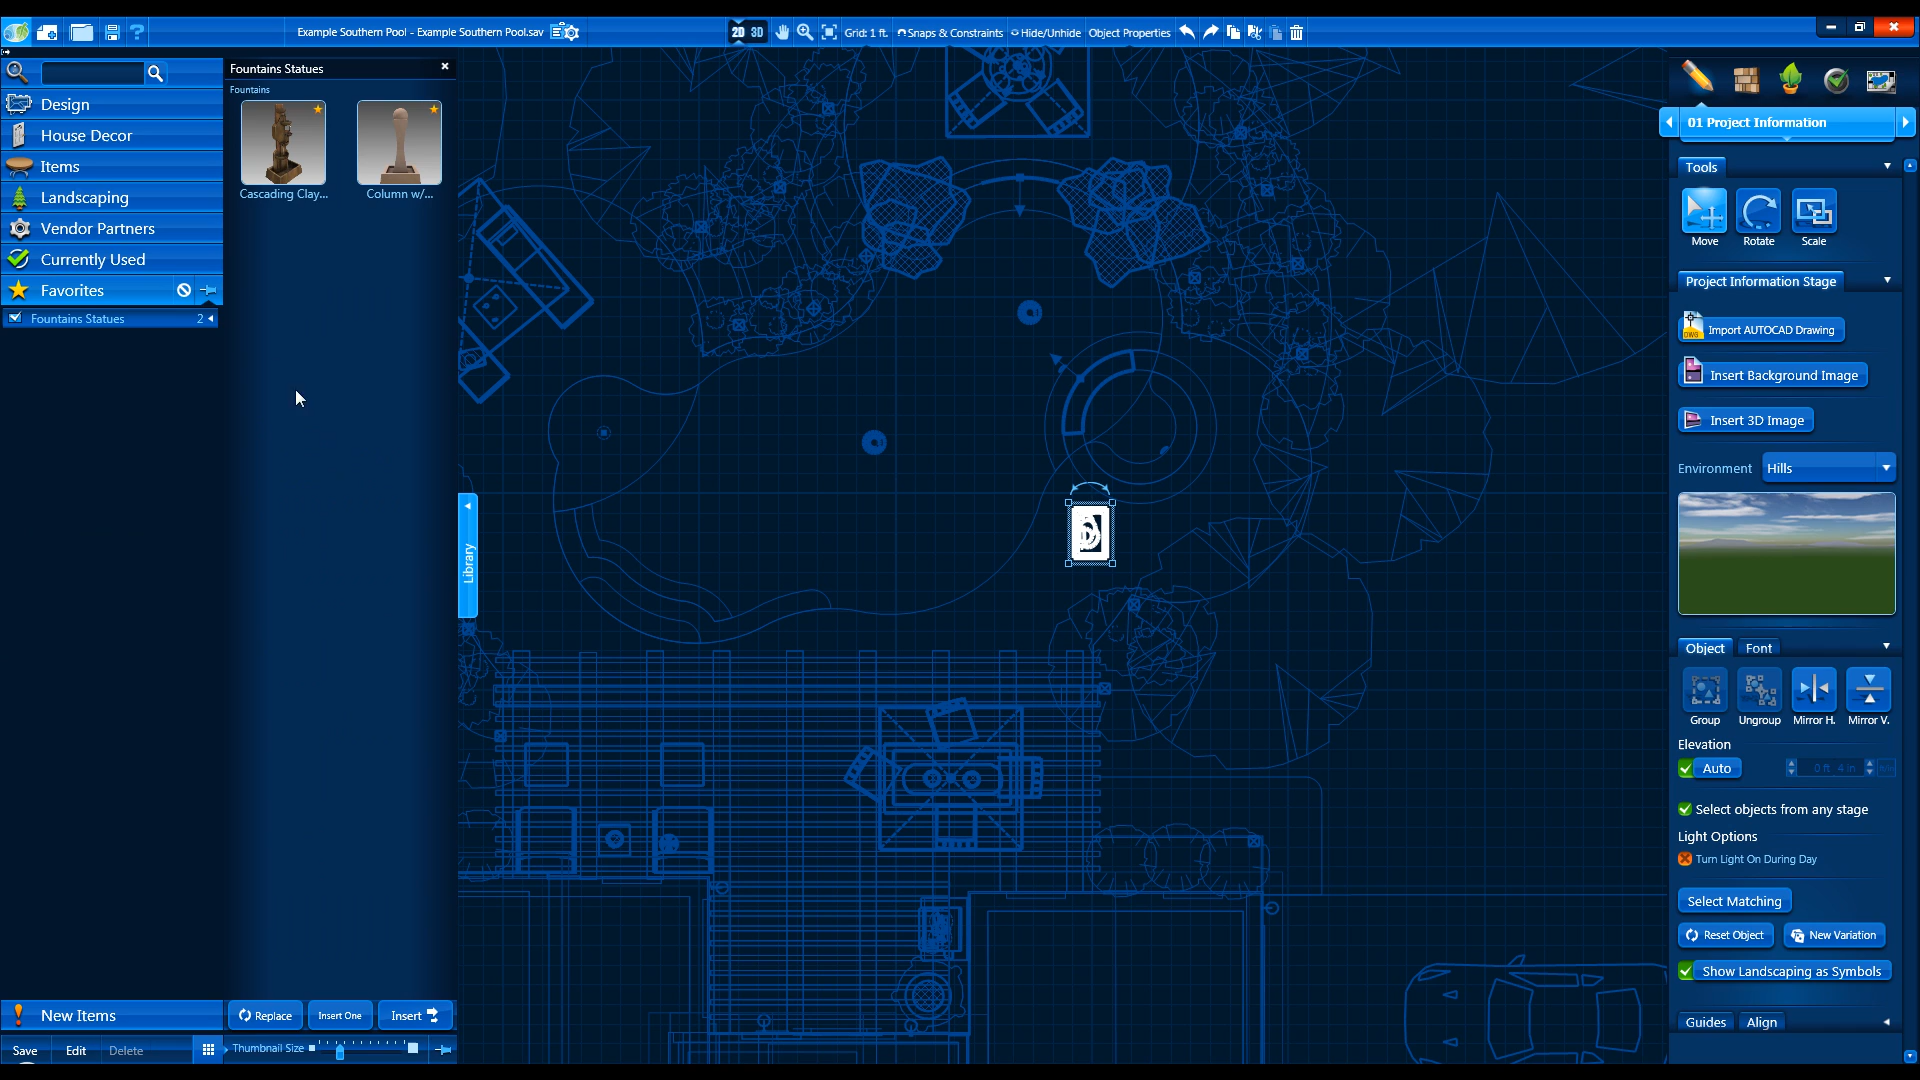 Example Southern Pool - Example Southern Pool.sav
2D 3D
Grid: 1 ft.
Snaps & Constraints
Hide/Unhide
Object Properties
Fountains Statues
Fountains
Cascading Clay...
Column w/...
Design
House Decor
Items
Landscaping
Vendor Partners
Currently Used
Favorites
Fountains Statues 2
Library
New Items
Replace
Insert One
Insert
Save
Edit
Delete
Thumbnail Size
01 Project Information
Tools
Move
Rotate
Scale
Project Information Stage
DWG
Import AUTOCAD Drawing
Insert Background Image
Insert 3D Image
Environment Hills
Object
Font
Group
Ungroup
Mirror H.
Mirror V.
Elevation
Auto
0 ft 4 in
Select objects from any stage
Light Options
Turn Light On During Day
Select Matching
Reset Object
New Variation
Show Landscaping as Symbols
Guides
Align